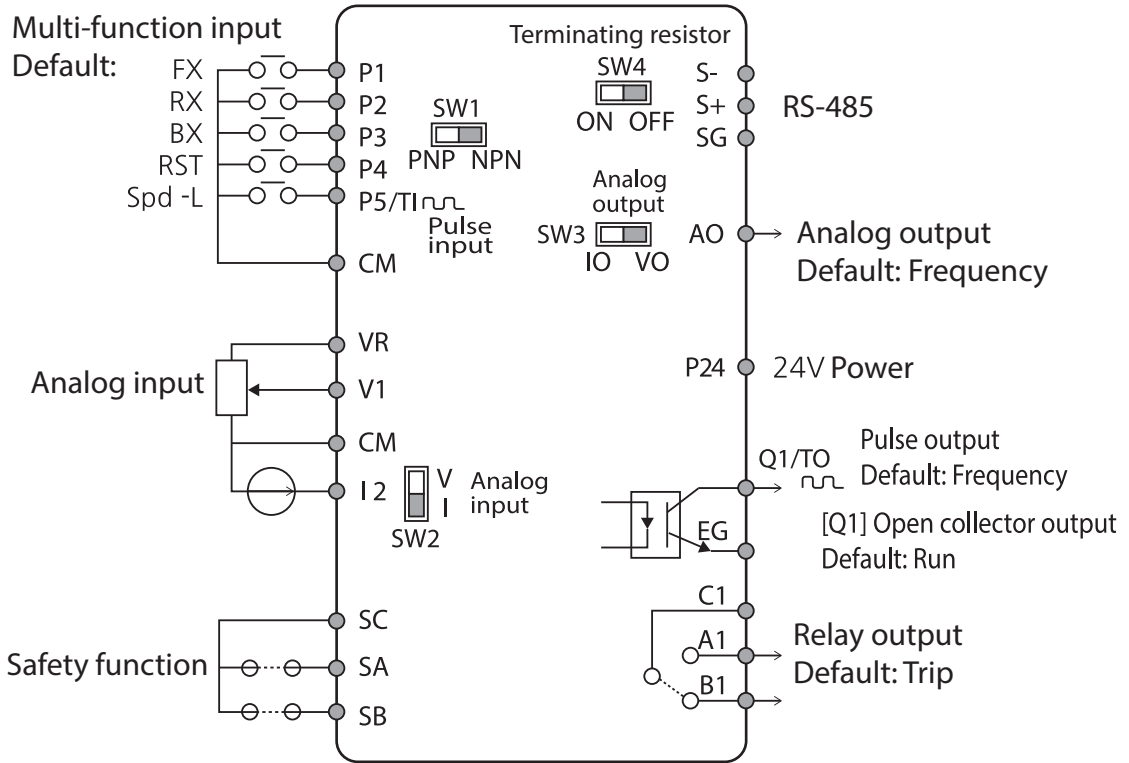 Multi-function input
Default:
FX
RX
BX
RST
Spd -L
P1
P2
P3
P4
P5/TI
Pulse
input
CM
SW1
PNP NPN
Terminating resistor
SW4
ON OFF
S-
S+
SG
RS-485
Analog
output
SW3
IO VO
AO
Analog output
Default: Frequency
Analog input
VR
V1
CM
I 2
V
I
Analog
input
SW2
P24
24V Power
Q1/TO
Pulse output
Default: Frequency
EG
[Q1] Open collector output
Default: Run
Safety function
SC
SA
SB
C1
A1
B1
Relay output
Default: Trip